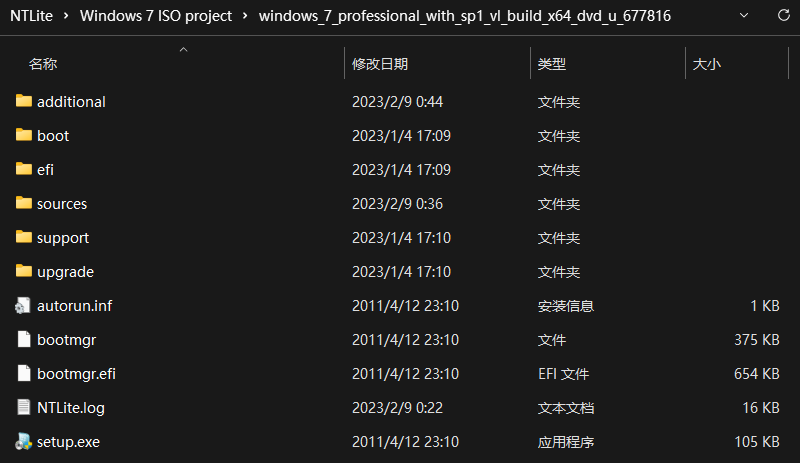 NTLite > Windows 7 ISO project > windows_7_professional_with_sp1_vl_build_x64_dvd_u_677816
名称 修改日期 类型 大小
additional 2023/2/9 0:44 文件夹
boot 2023/1/4 17:09 文件夹
efi 2023/1/4 17:09 文件夹
sources 2023/2/9 0:36 文件夹
support 2023/1/4 17:10 文件夹
upgrade 2023/1/4 17:10 文件夹
autorun.inf 2011/4/12 23:10 安装信息 1 KB
bootmgr 2011/4/12 23:10 文件 375 KB
bootmgr.efi 2011/4/12 23:10 EFI 文件 654 KB
NTLite.log 2023/2/9 0:22 文本文档 16 KB
setup.exe 2011/4/12 23:10 应用程序 105 KB